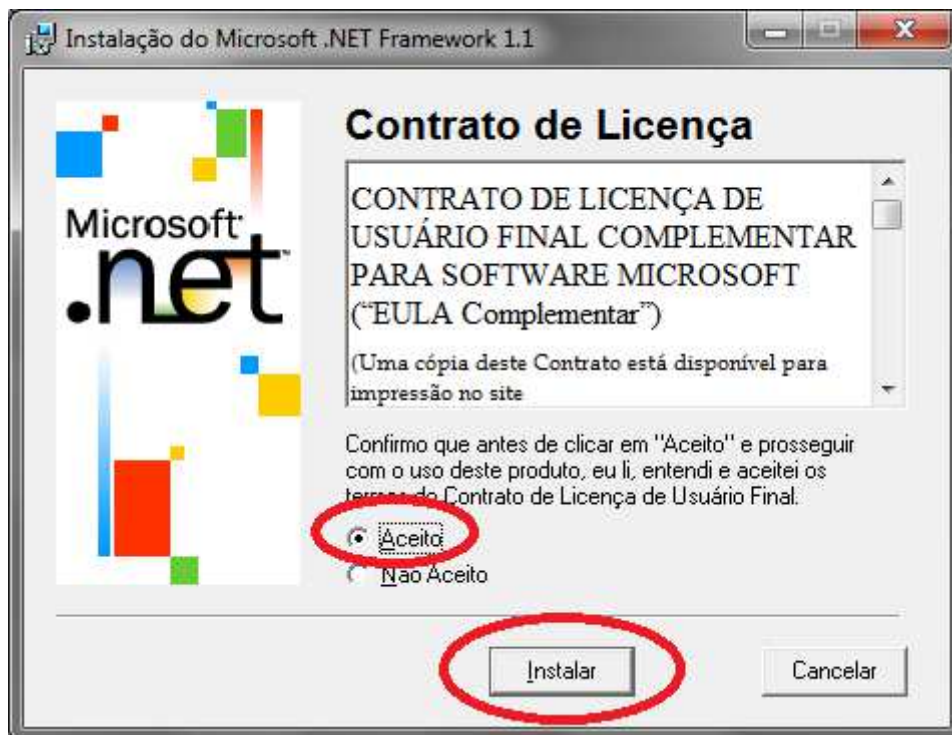 Instalação do Microsoft .NET Framework 1.1
Microsoft
.net
Contrato de Licença
CONTRATO DE LICENÇA DE
USUÁRIO FINAL COMPLEMENTAR
PARA SOFTWARE MICROSOFT
(“EULA Complementar”)
(Uma cópia deste Contrato está disponível para
impressão no site
Confirmo que antes de clicar em "Aceito" e prosseguir
com o uso deste produto, eu li, entendi e aceitei os
termos do Contrato de Licença de Usuário Final.
Aceito
Não Aceito
Instalar
Cancelar